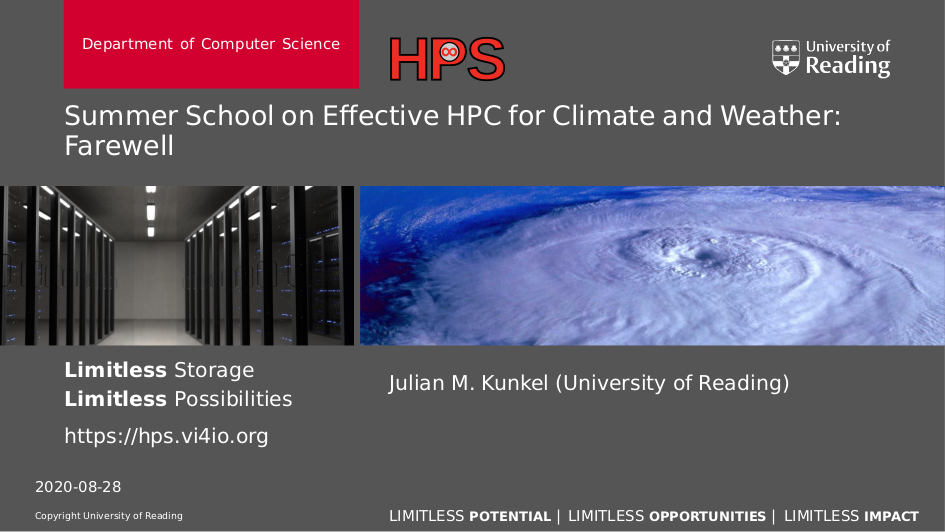 Department of Computer Science
HPS
University of
Reading
Summer School on Effective HPC for Climate and Weather:
Farewell
Limitless Storage
Limitless Possibilities
https://hps.vi4io.org
Julian M. Kunkel (University of Reading)
2020-08-28
Copyright University of Reading
LIMITLESS POTENTIAL | LIMITLESS OPPORTUNITIES | LIMITLESS IMPACT